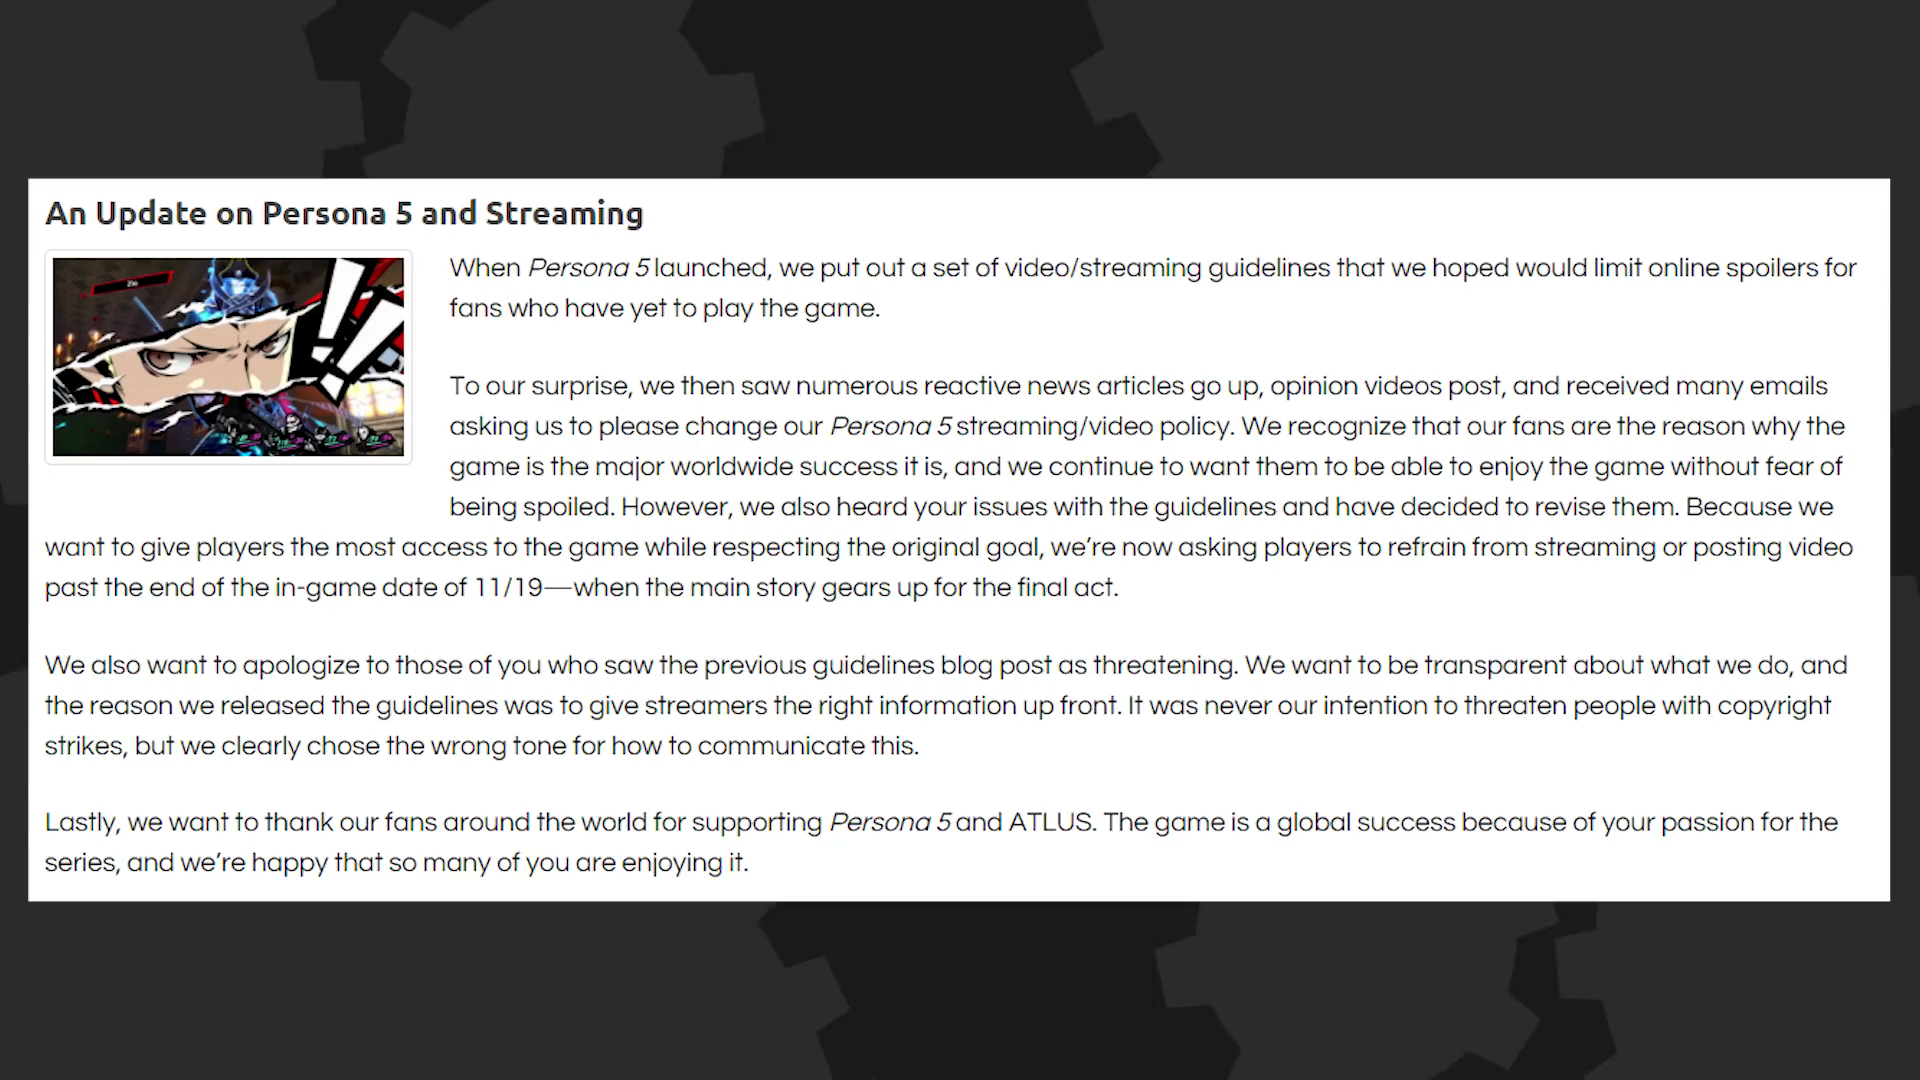 An Update on Persona 5 and Streaming
Zio
When Persona 5 launched, we put out a set of video/streaming guidelines that we hoped would limit online spoilers for
fans who have yet to play the game.
To our surprise, we then saw numerous reactive news articles go up, opinion videos post, and received many emails
asking us to please change our Persona 5 streaming/video policy. We recognize that our fans are the reason why the
game is the major worldwide success it is, and we continue to want them to be able to enjoy the game without fear of
being spoiled. However, we also heard your issues with the guidelines and have decided to revise them. Because we
want to give players the most access to the game while respecting the original goal, we’re now asking players to refrain from streaming or posting video
past the end of the in-game date of 11/19—when the main story gears up for the final act.
We also want to apologize to those of you who saw the previous guidelines blog post as threatening. We want to be transparent about what we do, and
the reason we released the guidelines was to give streamers the right information up front. It was never our intention to threaten people with copyright
strikes, but we clearly chose the wrong tone for how to communicate this.
Lastly, we want to thank our fans around the world for supporting Persona 5 and ATLUS. The game is a global success because of your passion for the
series, and we’re happy that so many of you are enjoying it.